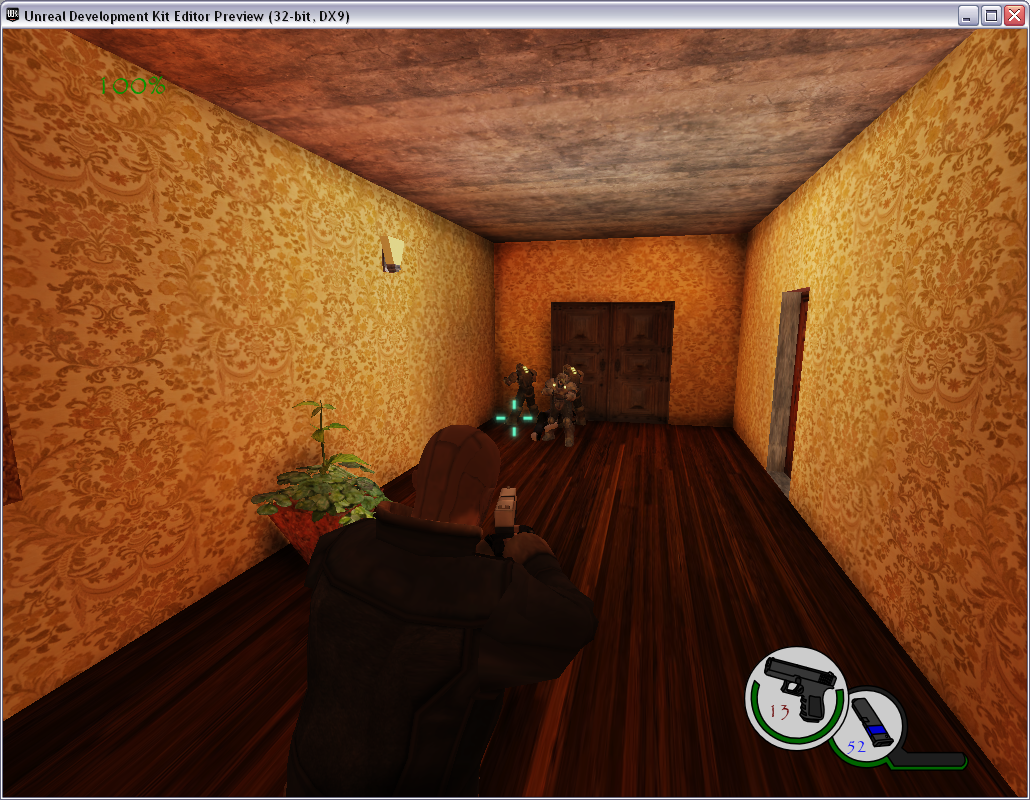 Unreal Development Kit Editor Preview (32-bit, DX9)
100%
13
52